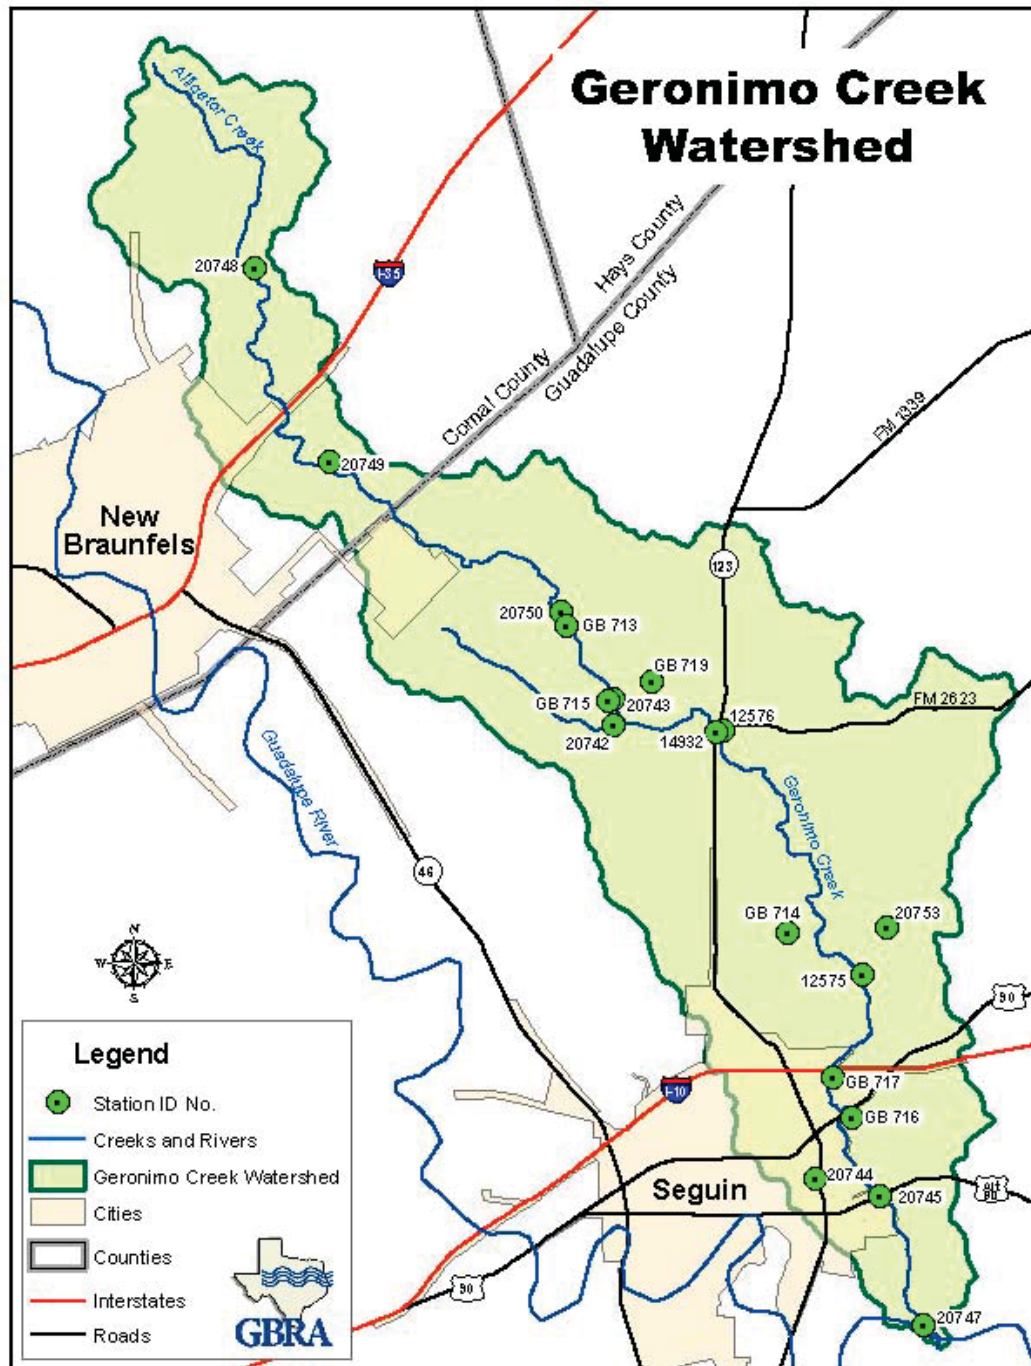 Geronimo Creek
Watershed
Alligator Creek
20748
I-35
Hays County
Guadalupe County
Comal County
FM 1339
20749
New
Braunfels
123
20750
GB 713
GB 719
GB 715
20743
FM 2623
20742
14932
12576
Guadalupe River
Geronimo Creek
46
GB 714
20753
12575
N
W
E
S
90
GB 717
I-10
GB 716
20744
Seguin
20745
Alt
90
20747
Legend
Station ID No.
Creeks and Rivers
Geronimo Creek Watershed
Cities
Counties
Interstates
Roads
GBRA
90